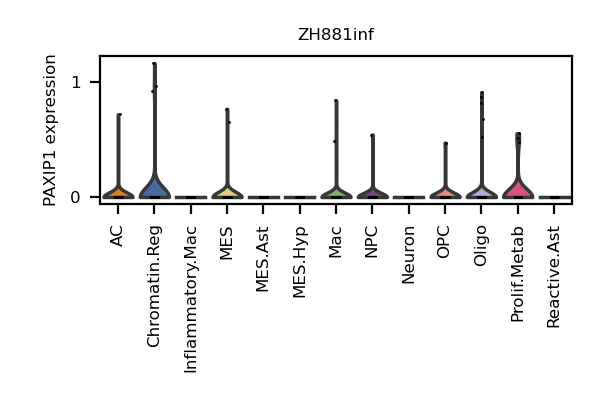 ZH881inf
PAXIP1 expression
1
0
AC
Chromatin.Reg
Inflammatory.Mac
MES
MES.Ast
MES.Hyp
Mac
NPC
Neuron
OPC
Oligo
Prolif.Metab
Reactive.Ast